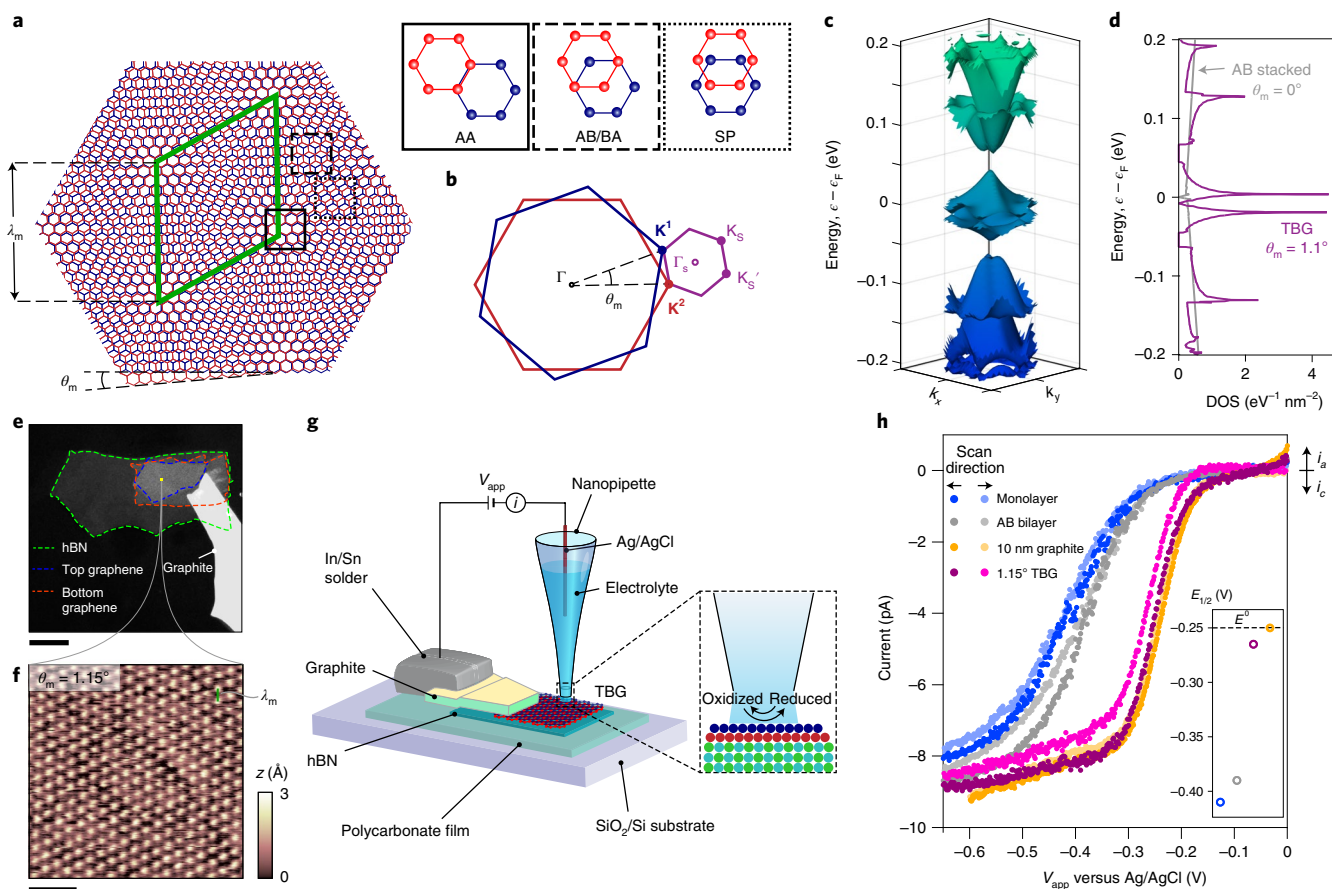 a
AA
AB/BA
SP
λm
θm
b
K¹
K²
Γ
θm
Γs
KS
KS′
c
Energy, ϵ − ϵF (eV)
0.2
0.1
0
−0.1
−0.2
kx
ky
d
Energy, ϵ − ϵF (eV)
0.2
0.1
0
−0.1
−0.2
AB stacked
θm = 0°
TBG
θm = 1.1°
0 2 4
DOS (eV⁻¹ nm⁻²)
e
hBN
Top graphene
Bottom
graphene
Graphite
f
θm = 1.15°
λm
z (Å)
3
0
g
Vapp
i
Nanopipette
Ag/AgCl
Electrolyte
In/Sn
solder
Graphite
TBG
hBN
Polycarbonate film
SiO2/Si substrate
Oxidized Reduced
h
Current (pA)
0
−2
−4
−6
−8
−10
Scan
direction
Monolayer
AB bilayer
10 nm graphite
1.15° TBG
ia
ic
E1/2 (V)
E⁰
−0.25
−0.30
−0.35
−0.40
−0.6 −0.5 −0.4 −0.3 −0.2 −0.1 0
Vapp versus Ag/AgCl (V)